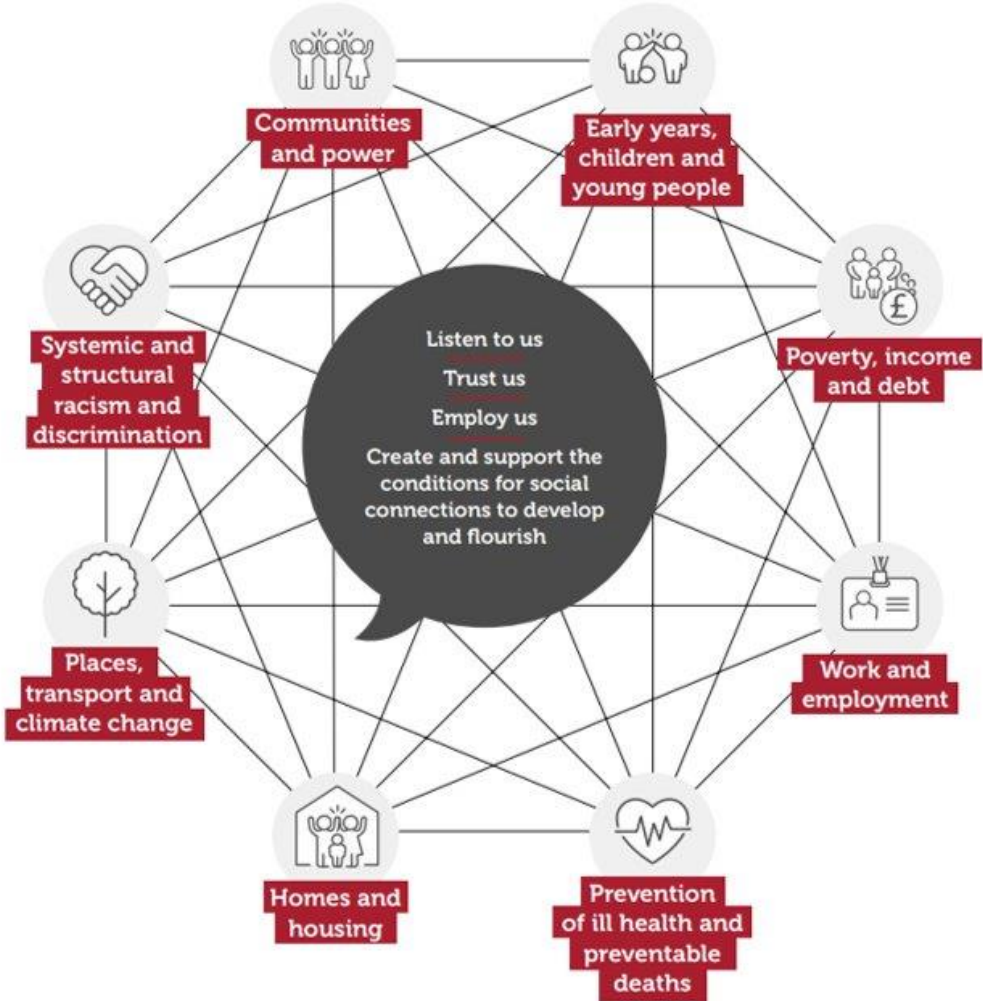 Communities
and power
Early years,
children and
young people
Systemic and
structural
racism and
discrimination
Listen to us
Trust us
Employ us
Create and support the
conditions for social
connections to develop
and flourish
£
Poverty, income
and debt
Places,
transport and
climate change
Work and
employment
Homes and
housing
Prevention
of ill health and
preventable
deaths